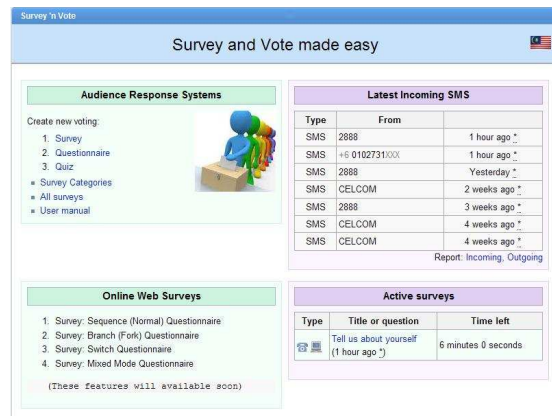 Survey 'n Vote
Survey and Vote made easy
Audience Response Systems
Create new voting:
1. Survey
2. Questionnaire
3. Quiz
Survey Categories
All surveys
User manual
Latest Incoming SMS
Type From
SMS 2888 1 hour ago *
SMS +6 0102731XXX 1 hour ago *
SMS 2888 Yesterday *
SMS CELCOM 2 weeks ago *
SMS 2888 3 weeks ago *
SMS CELCOM 4 weeks ago *
SMS CELCOM 4 weeks ago *
Report: Incoming, Outgoing
Online Web Surveys
1. Survey: Sequence (Normal) Questionnaire
2. Survey: Branch (Fork) Questionnaire
3. Survey: Switch Questionnaire
4. Survey: Mixed Mode Questionnaire
(These features will available soon)
Active surveys
Type Title or question Time left
Tell us about yourself
(1 hour ago *) 6 minutes 0 seconds